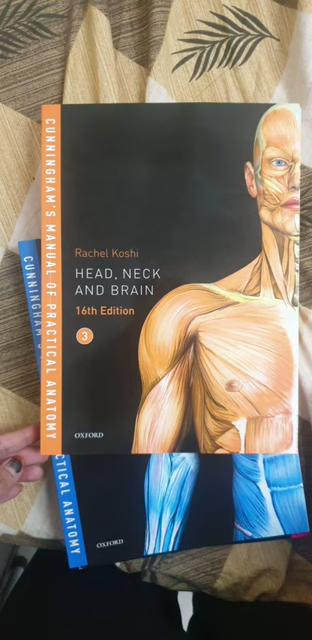 CUNNINGHAM'S MANUAL OF PRACTICAL ANATOMY
Rachel Koshi
HEAD, NECK
AND BRAIN
16th Edition
3
OXFORD
CUNNINGHAM'S
CTICAL ANATOMY
OXFORD